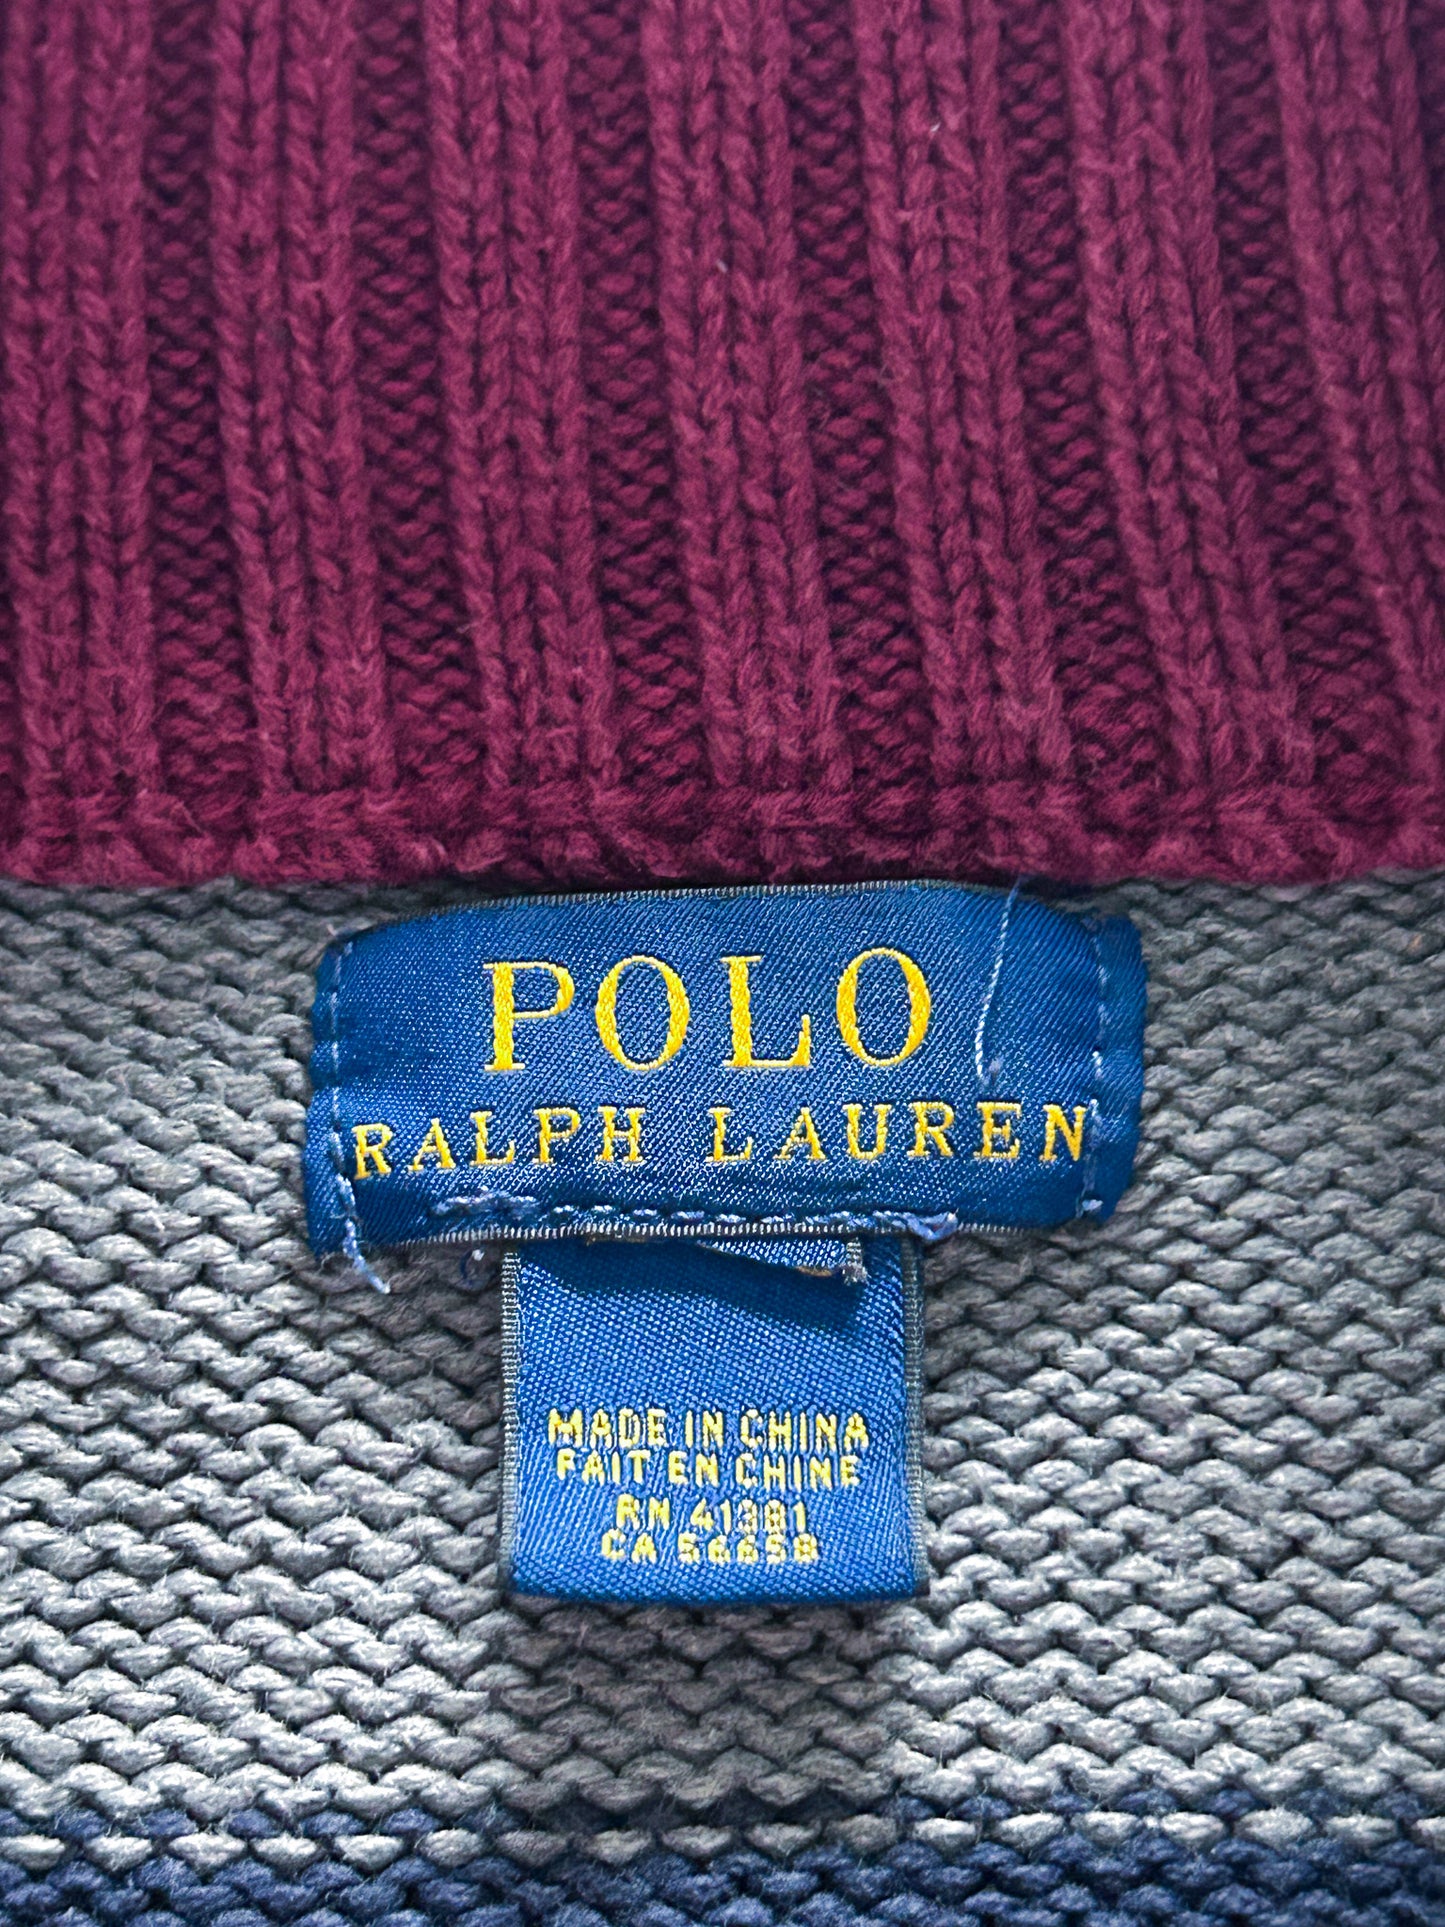 POLO
RALPH LAUREN
MADE IN CHINA
FAIT EN CHINE
RN 41381
CA 56658